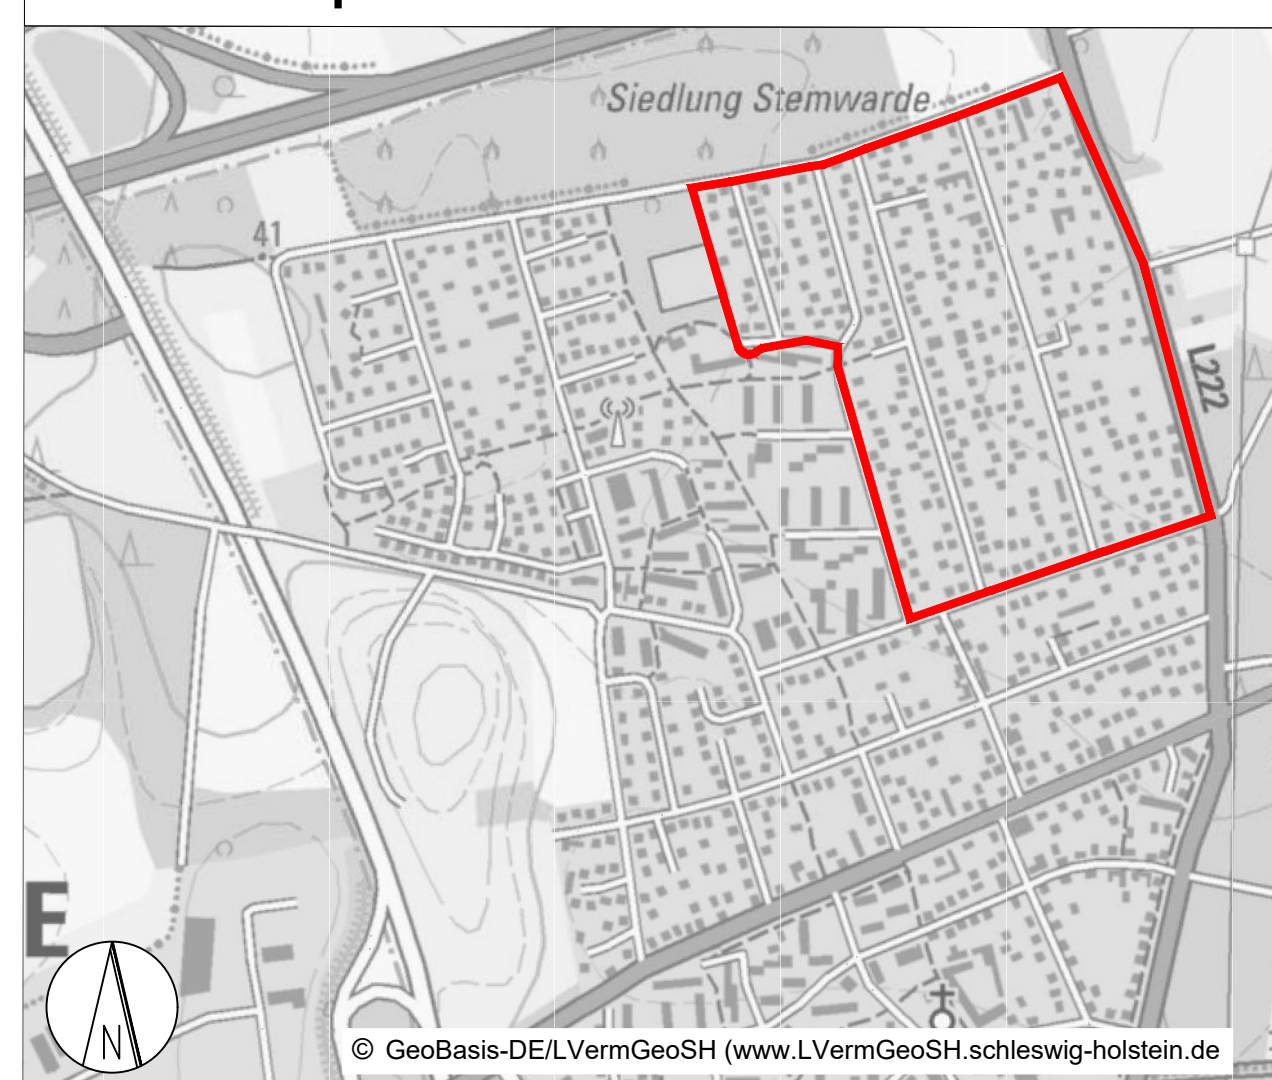 Siedlung Stemwarde
41
L222
E
N
© GeoBasis-DE/LVermGeoSH (www.LVermGeoSH.schleswig-holstein.de